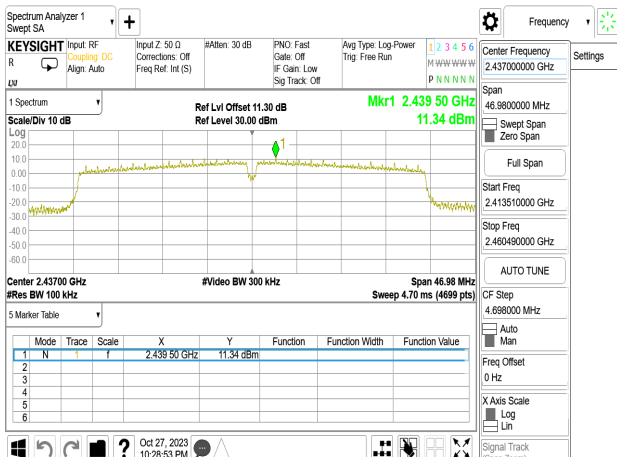 Spectrum Analyzer 1
Swept SA
Frequency
KEYSIGHT
R
LXI
Input: RF
Coupling: DC
Align: Auto
Input Z: 50 Ω
Corrections: Off
Freq Ref: Int (S)
#Atten: 30 dB
PNO: Fast
Gate: Off
IF Gain: Low
Sig Track: Off
Avg Type: Log-Power
Trig: Free Run
1 2 3 4 5 6
M W W W W W
P N N N N N
Center Frequency
2.437000000 GHz
Settings
Span
46.9800000 MHz
Swept Span
Zero Span
Full Span
Start Freq
2.413510000 GHz
Stop Freq
2.460490000 GHz
AUTO TUNE
CF Step
4.698000 MHz
Auto
Man
Freq Offset
0 Hz
X Axis Scale
Log
Lin
Signal Track
1 Spectrum
Scale/Div 10 dB
Ref Lvl Offset 11.30 dB
Ref Level 30.00 dBm
Mkr1 2.439 50 GHz
11.34 dBm
Log
20.0
10.0
0.00
-10.0
-20.0
-30.0
-40.0
-50.0
-60.0
1
Center 2.43700 GHz
#Res BW 100 kHz
#Video BW 300 kHz
Span 46.98 MHz
Sweep 4.70 ms (4699 pts)
5 Marker Table
Mode Trace Scale X Y Function Function Width Function Value
1 N 1 f 2.439 50 GHz 11.34 dBm
2
3
4
5
6
?
Oct 27, 2023
10:28:53 PM